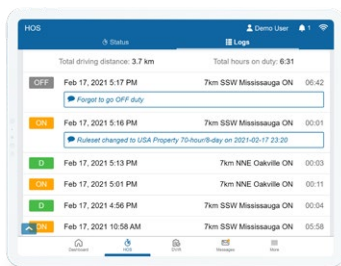 HOS Demo User 1
Status Logs
Total driving distance: 3.7 km Total hours on duty: 6:31
OFF Feb 17, 2021 5:17 PM 7km SSW Mississauga ON 06:42
Forgot to go OFF duty
ON Feb 17, 2021 5:16 PM 7km SSW Mississauga ON 00:01
Ruleset changed to USA Property 70-hour/8-day on 2021-02-17 23:20
D Feb 17, 2021 5:13 PM 7km NNE Oakville ON 00:03
ON Feb 17, 2021 5:01 PM 7km NNE Oakville ON 00:11
D Feb 17, 2021 4:56 PM 7km SSW Mississauga ON 00:04
ON Feb 17, 2021 10:58 AM 7km SSW Mississauga ON 05:58
Dashboard HOS DVIR Messages More